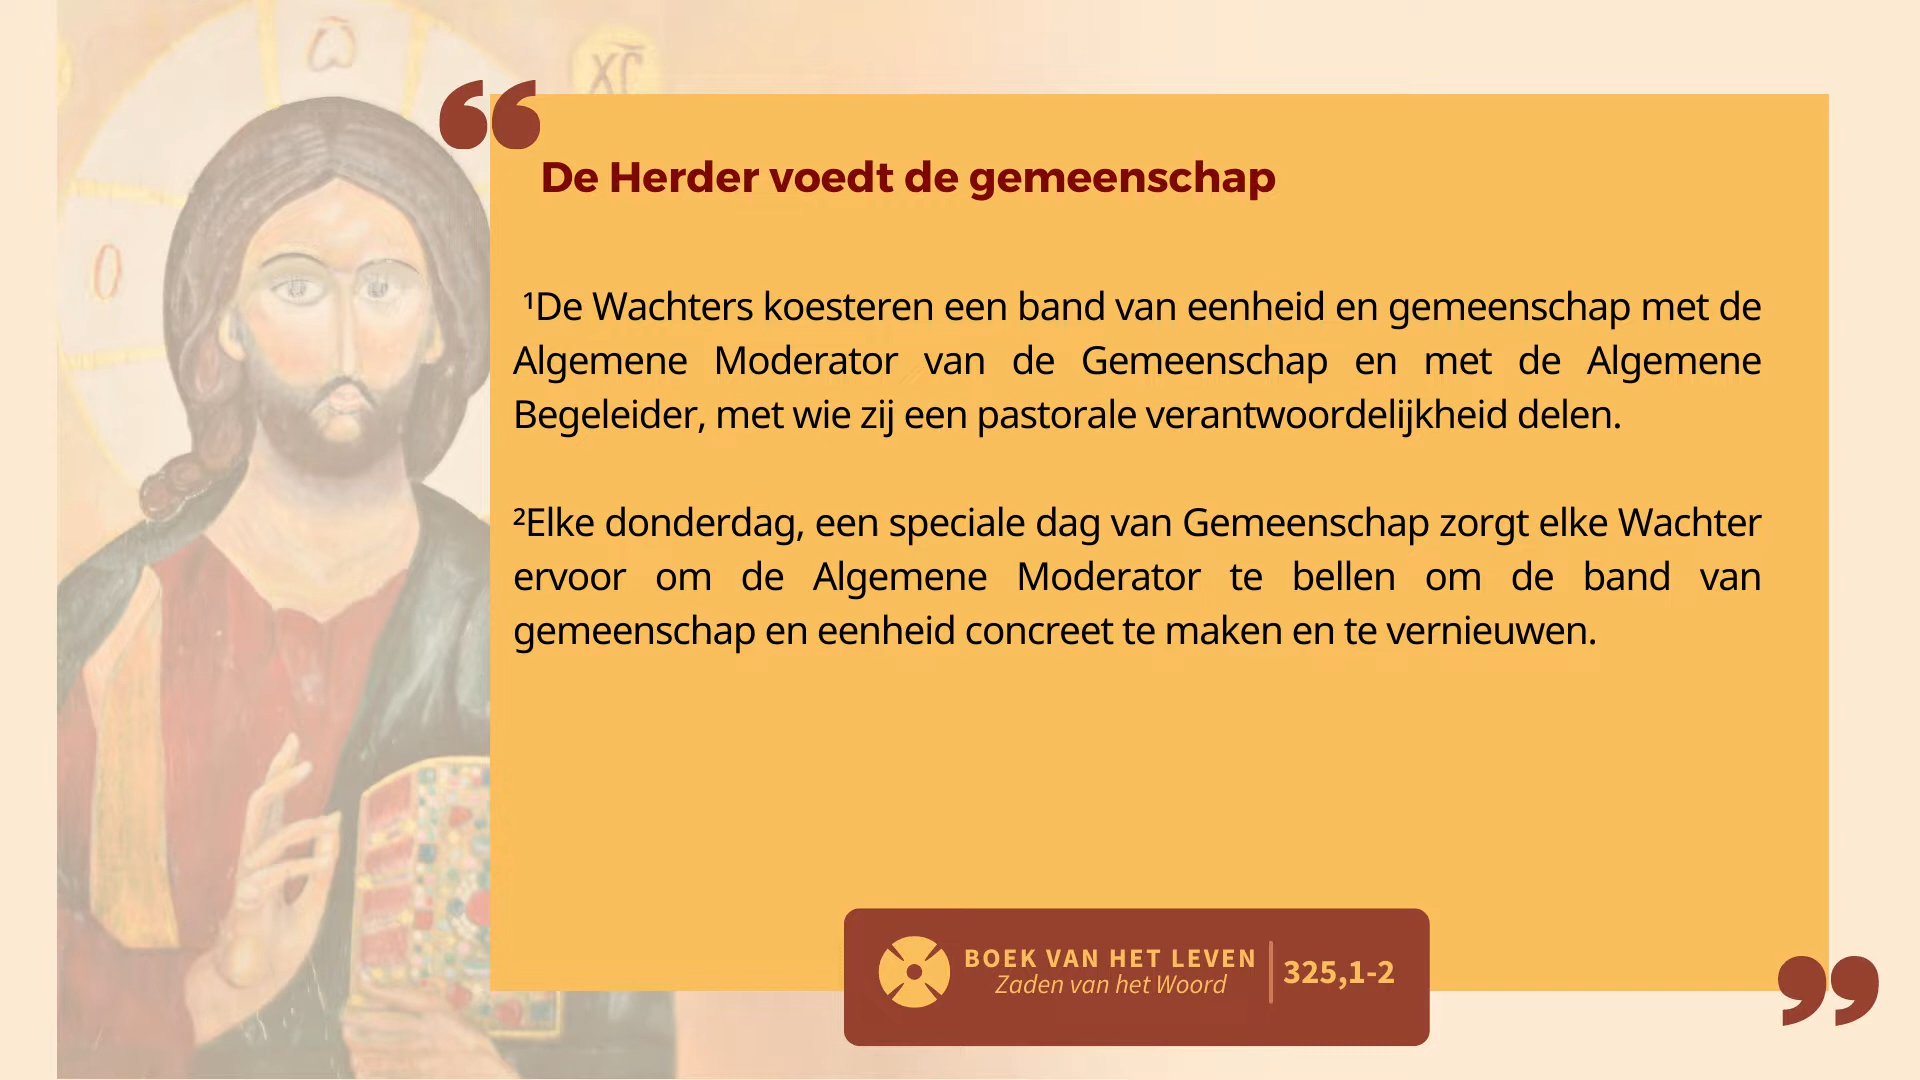 ω
XC
O
“
De Herder voedt de gemeenschap
¹De Wachters koesteren een band van eenheid en gemeenschap met de
Algemene Moderator van de Gemeenschap en met de Algemene
Begeleider, met wie zij een pastorale verantwoordelijkheid delen.
²Elke donderdag, een speciale dag van Gemeenschap zorgt elke Wachter
ervoor om de Algemene Moderator te bellen om de band van
gemeenschap en eenheid concreet te maken en te vernieuwen.
BOEK VAN HET LEVEN
Zaden van het Woord
325,1-2
”